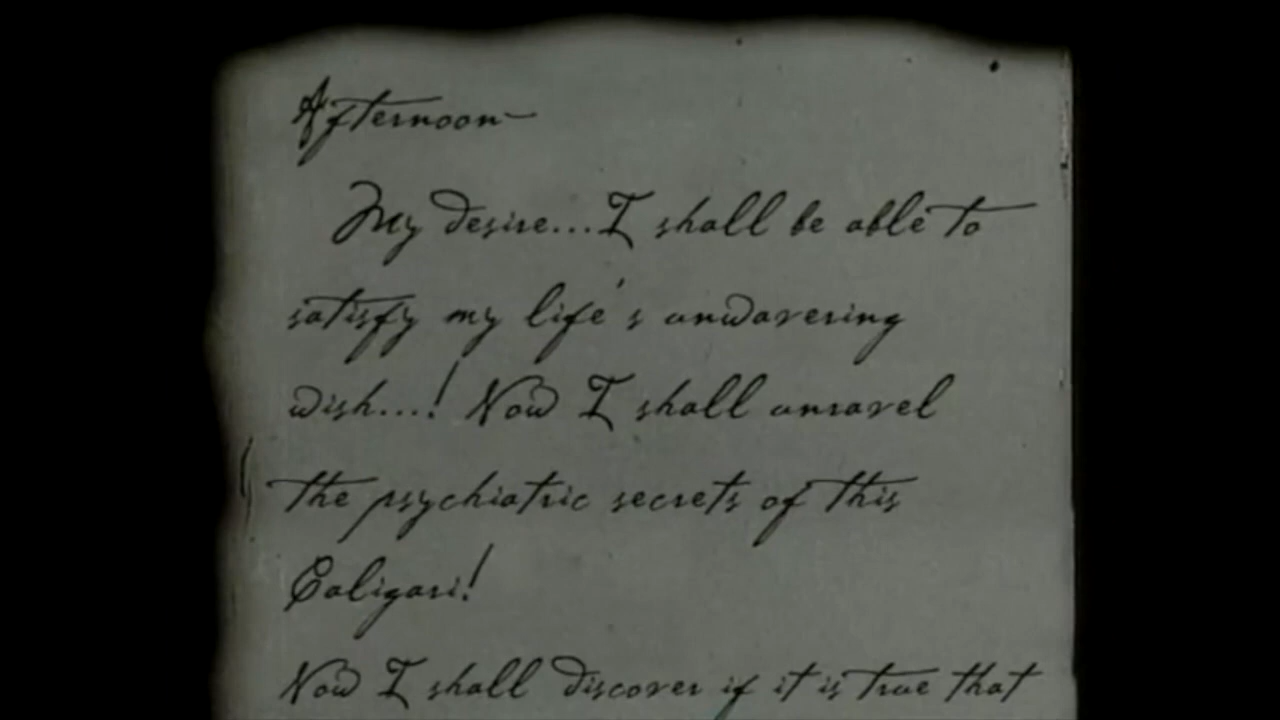 Afternoon-
My desire...I shall be able to
satisfy my life's unwavering
wish...! Now I shall unravel
the psychiatric secrets of this
Caligari!
Now I shall discover if it is true that